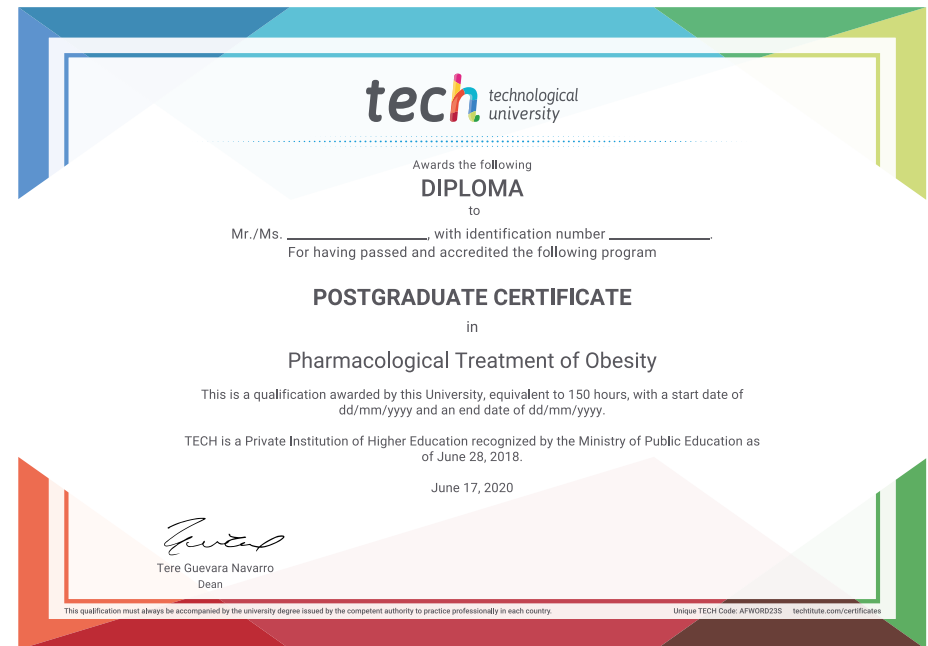 tech technological
university
Awards the following
DIPLOMA
to
Mr./Ms. ____________________, with identification number ______________.
For having passed and accredited the following program
POSTGRADUATE CERTIFICATE
in
Pharmacological Treatment of Obesity
This is a qualification awarded by this University, equivalent to 150 hours, with a start date of
dd/mm/yyyy and an end date of dd/mm/yyyy.
TECH is a Private Institution of Higher Education recognized by the Ministry of Public Education as
of June 28, 2018.
June 17, 2020
Tere Guevara Navarro
Dean
This qualification must always be accompanied by the university degree issued by the competent authority to practice professionally in each country.
Unique TECH Code: AFWORD23S techtitute.com/certificates